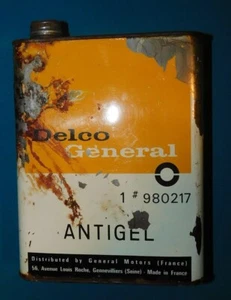 Delco
General
1 # 980217
ANTIGEL
Distributed by General Motors (France)
56, Avenue Louis Roche, Gennevilliers (Seine) - Made in France